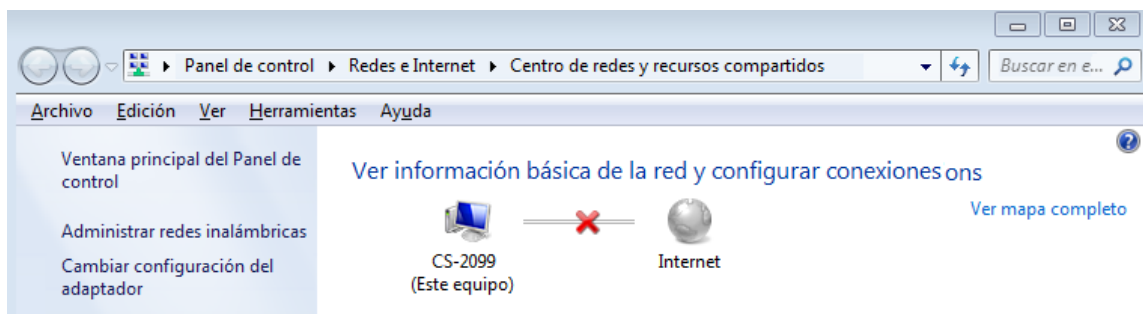 Panel de control Redes e Internet Centro de redes y recursos compartidos Buscar en e...
Archivo Edición Ver Herramientas Ayuda
Ventana principal del Panel de
control
Administrar redes inalámbricas
Cambiar configuración del
adaptador
Ver información básica de la red y configurar conexiones ons
Ver mapa completo
CS-2099
(Este equipo)
Internet